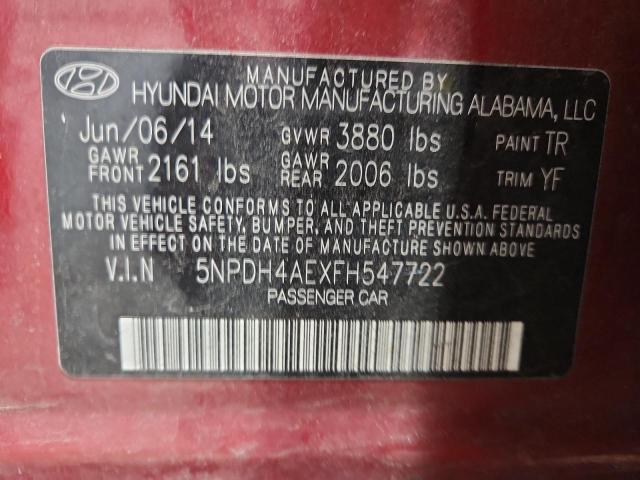 MANUFACTURED BY
HYUNDAI MOTOR MANUFACTURING ALABAMA, LLC
Jun/06/14 GVWR 3880 lbs PAINT TR
GAWR FRONT 2161 lbs GAWR REAR 2006 lbs TRIM YF
THIS VEHICLE CONFORMS TO ALL APPLICABLE U.S.A. FEDERAL
MOTOR VEHICLE SAFETY, BUMPER, AND THEFT PREVENTION STANDARDS
IN EFFECT ON THE DATE OF MANUFACTURE SHOWN ABOVE
V.I.N 5NPDH4AEXFH547722
PASSENGER CAR